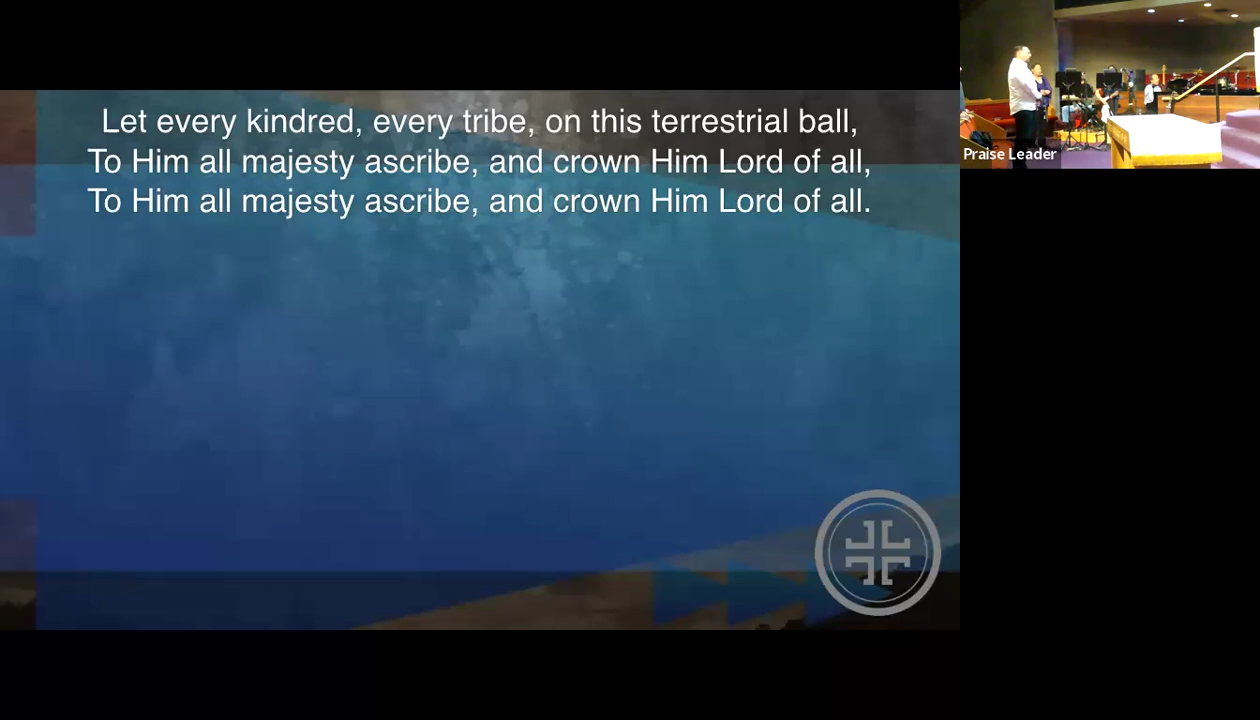 Let every kindred, every tribe, on this terrestrial ball,
To Him all majesty ascribe, and crown Him Lord of all,
To Him all majesty ascribe, and crown Him Lord of all.
Praise Leader